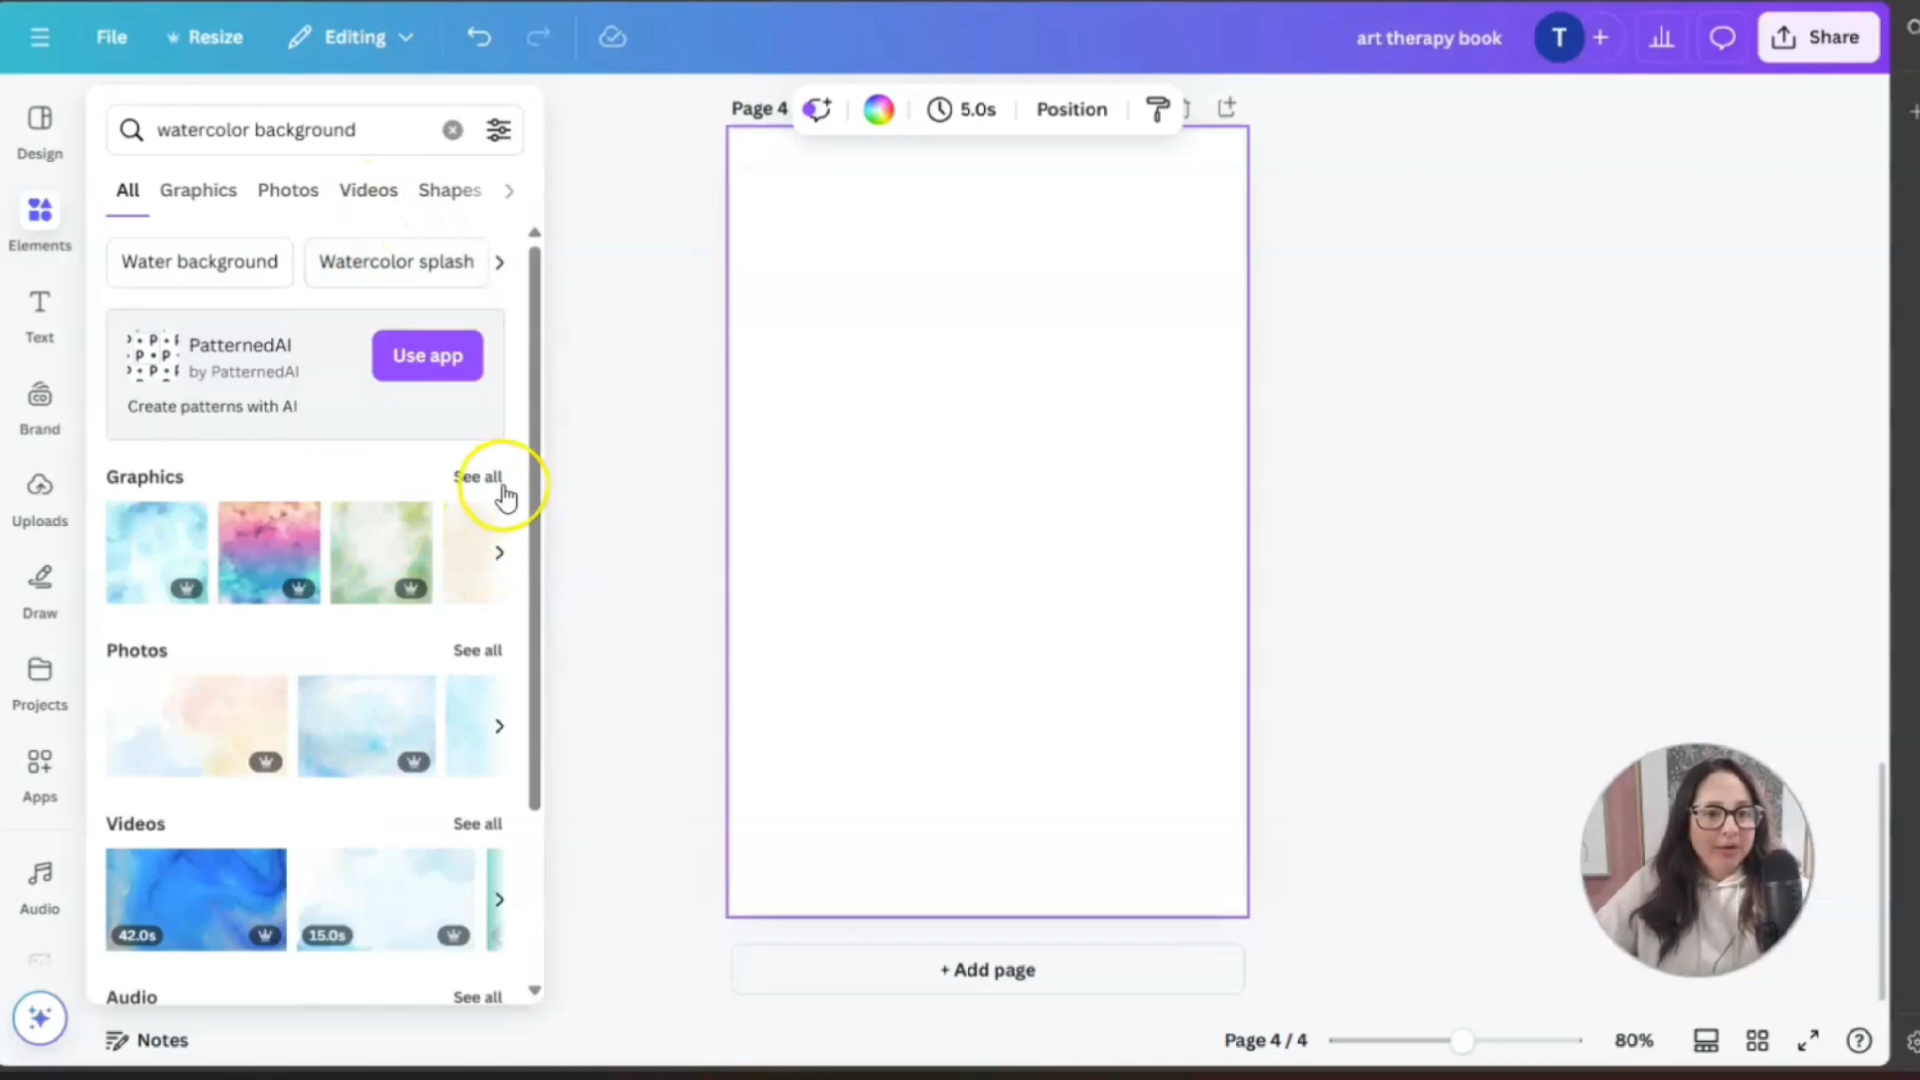 File
Resize
Editing
art therapy book
T
Share
Design
Elements
Text
Brand
Uploads
Draw
Projects
Apps
Audio
watercolor background
All Graphics Photos Videos Shapes
Water background
Watercolor splash
PatternedAI
by PatternedAI
Use app
Create patterns with AI
Graphics
See all
Photos
See all
Videos
See all
42.0s
15.0s
Audio
See all
Notes
Page 4
5.0s
Position
+ Add page
Page 4 / 4
80%